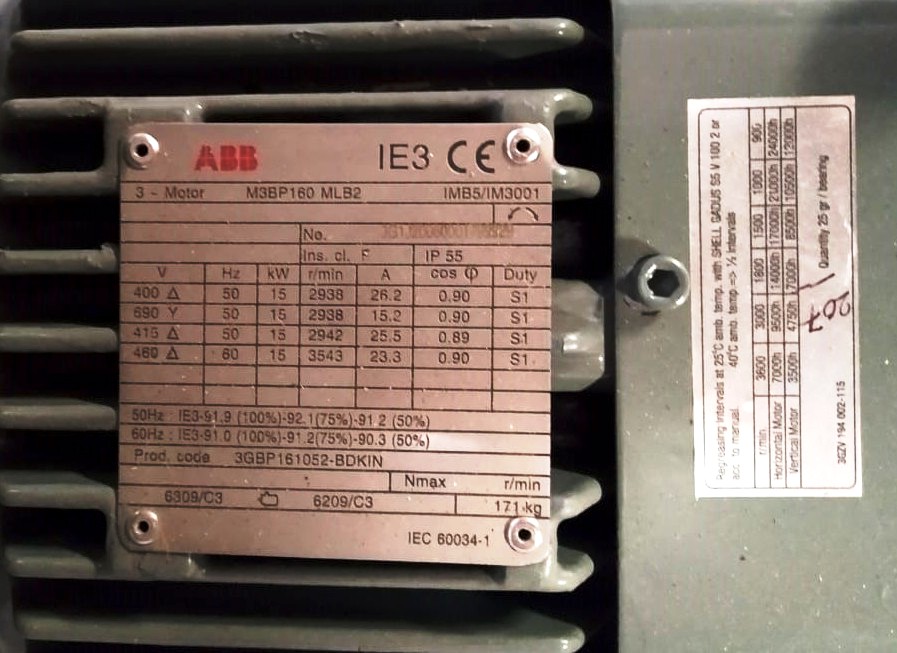 ABB IE3 CE
3 ~ Motor M3BP160 MLB2 IMB5/IM3001
No.
Ins. cl. F IP 55
V Hz kW r/min A cos φ Duty
400 Δ 50 15 2938 26.2 0.90 S1
690 Y 50 15 2938 15.2 0.90 S1
415 Δ 50 15 2942 25.5 0.89 S1
460 Δ 60 15 3543 23.3 0.90 S1
50Hz : IE3-91.9 (100%)-92.1(75%)-91.2 (50%)
60Hz : IE3-91.0 (100%)-91.2(75%)-90.3 (50%)
Prod. code 3GBP161052-BDKIN
Nmax r/min
6309/C3 6209/C3 171 kg
IEC 60034-1
Regreasing intervals at 25°C amb. temp. with SHELL GADUS S5 V 100 2 or
acc. to manual. 40°C amb. temp => ½ intervals
r/min 3600 3000 1800 1500 1000 900
Horizontal Motor 7000h 9500h 14000h 17000h 21000h 24000h
Vertical Motor 3500h 4750h 7000h 8500h 10500h 12000h
Quantity 25 gr / bearing
3GZV 194 002-115